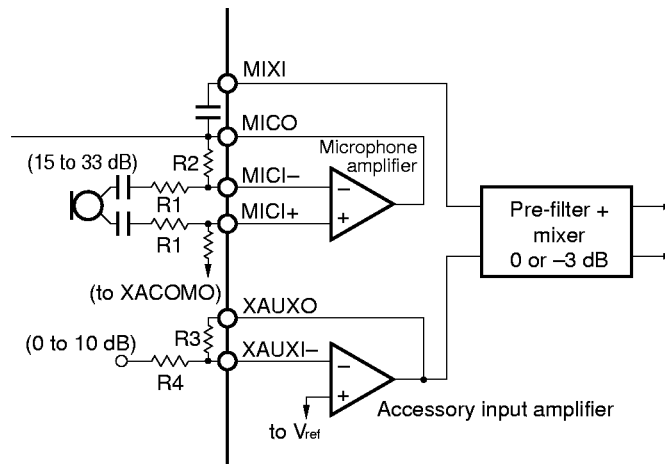 MIXI
MICO
(15 to 33 dB)
R2
Microphone
amplifier
MICI−
−
R1
MICI+
+
R1
Pre-filter +
mixer
0 or −3 dB
(to XACOMO)
XAUXO
(0 to 10 dB)
R3
XAUXI−
−
R4
+
to Vref
Accessory input amplifier